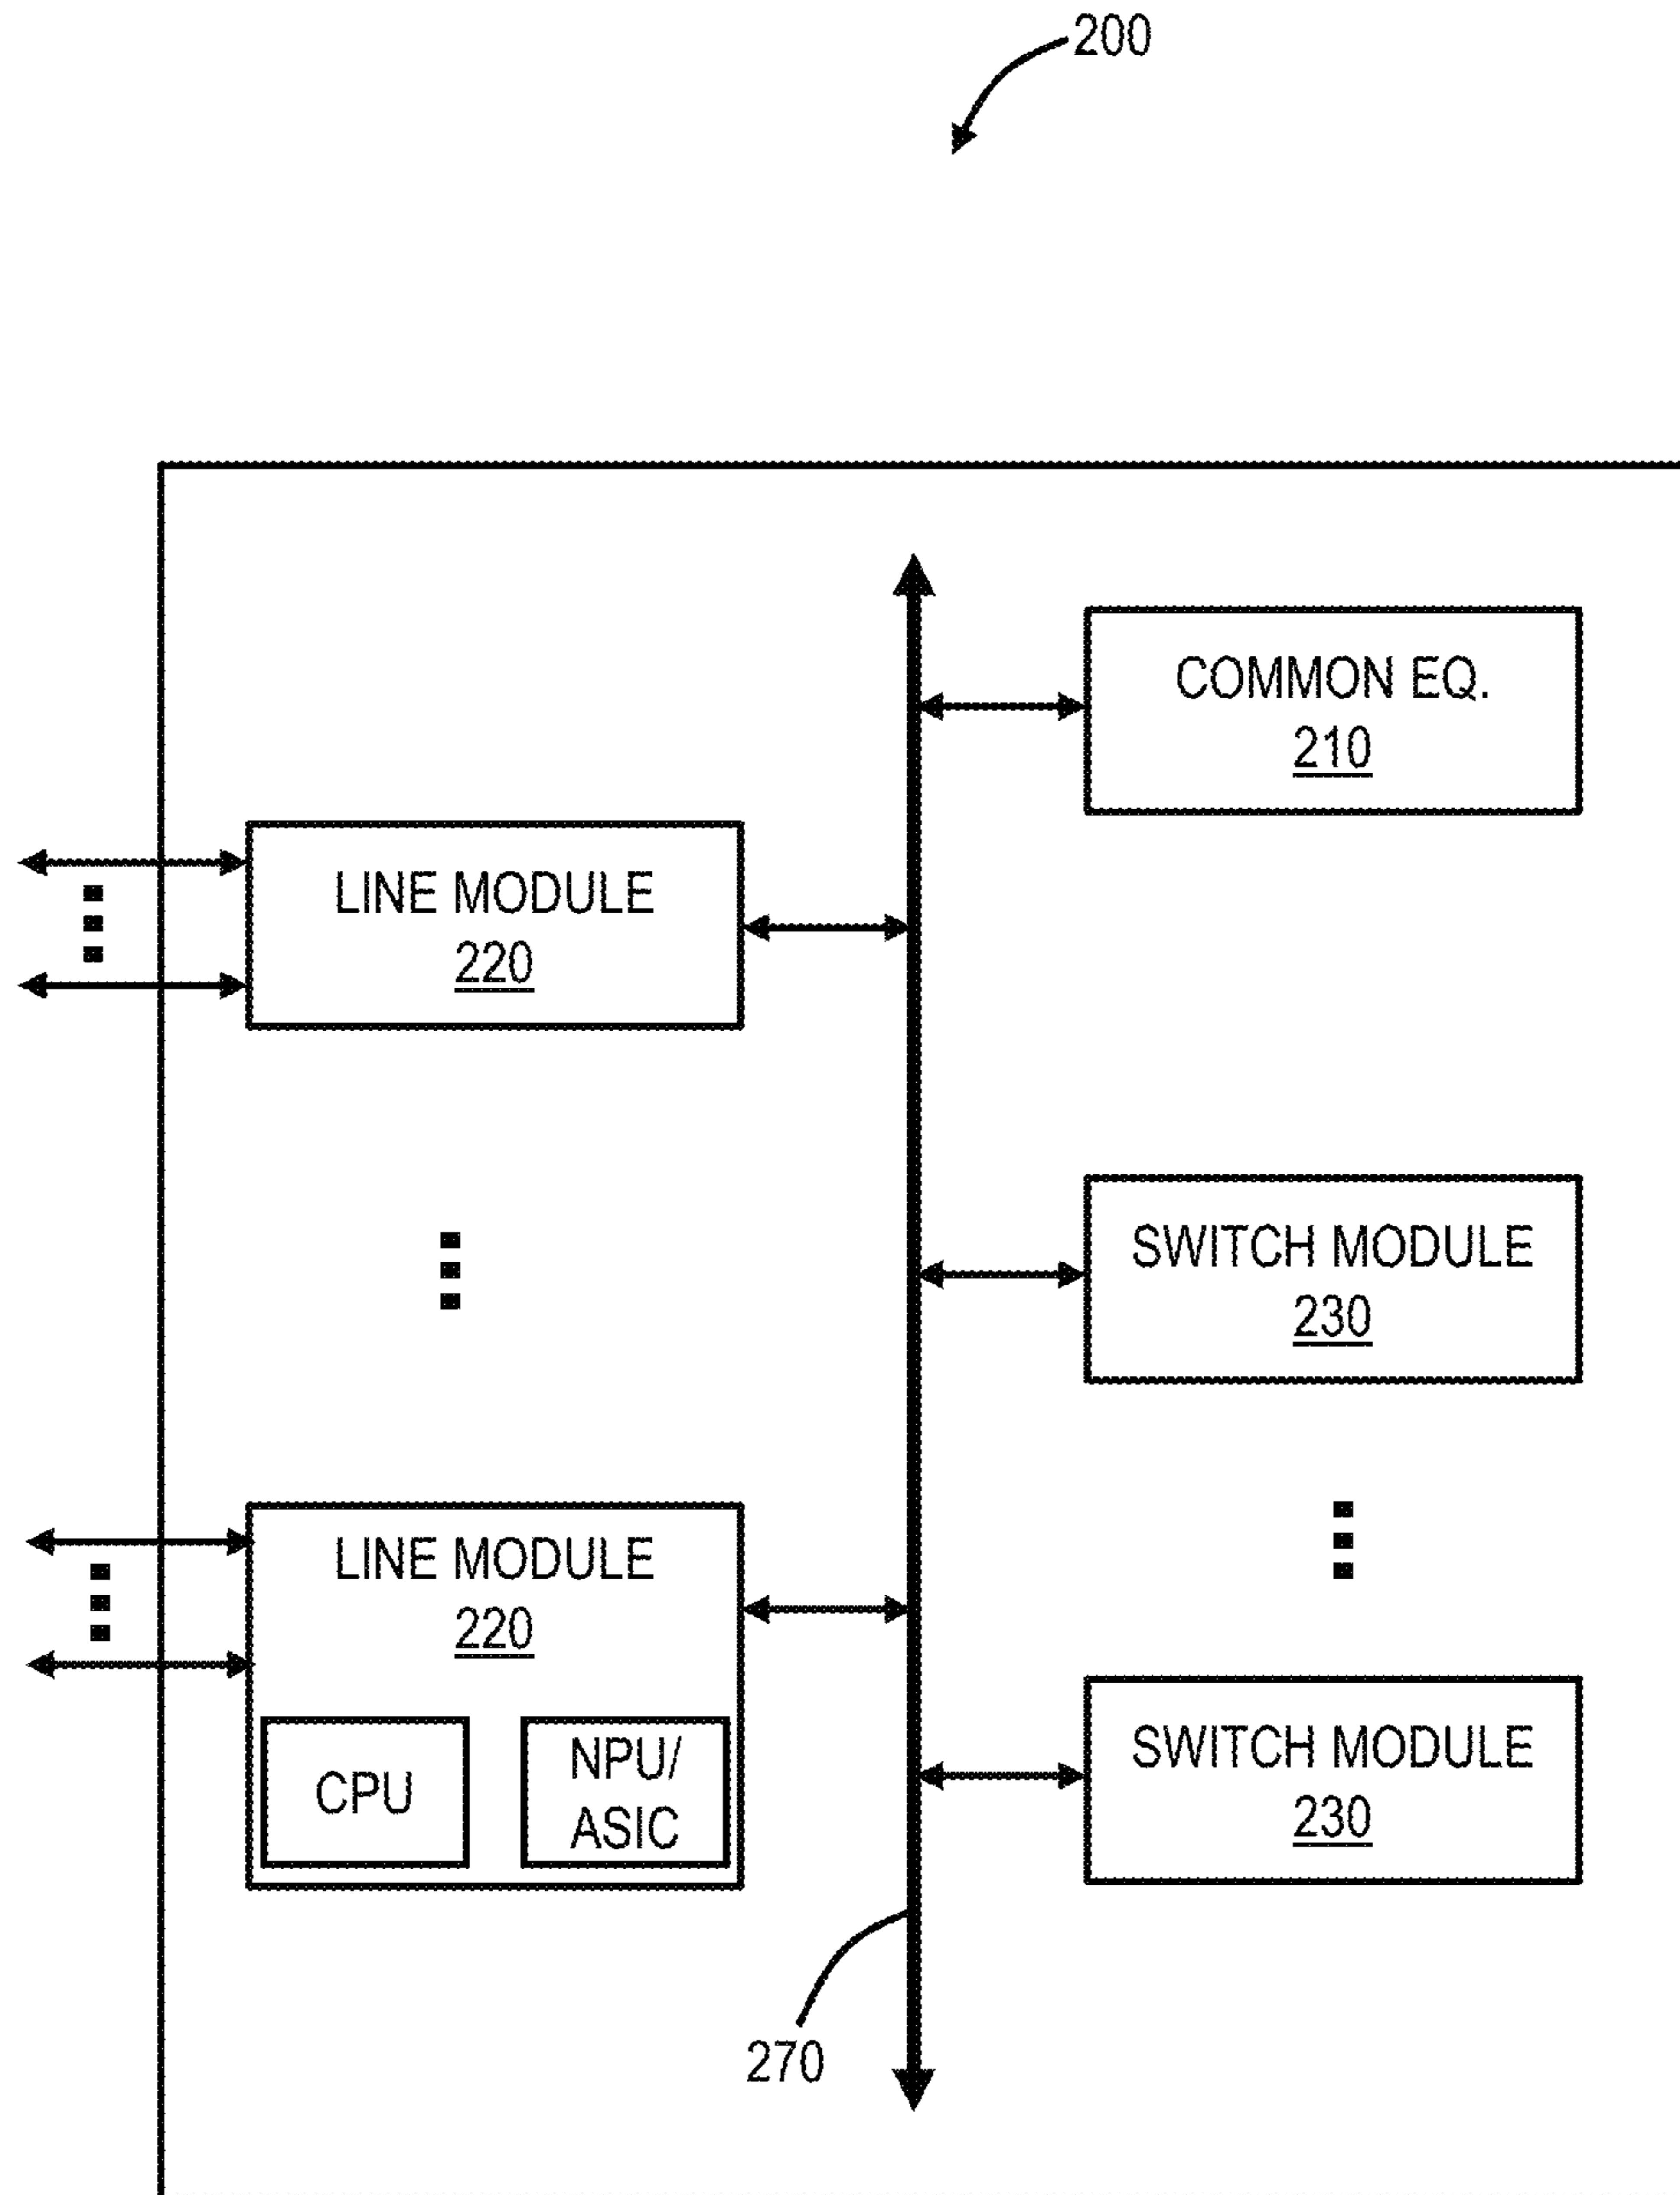 200
COMMON EQ.
210
LINE MODULE
220
SWITCH MODULE
230
LINE MODULE
220
CPU
NPU/
ASIC
SWITCH MODULE
230
270